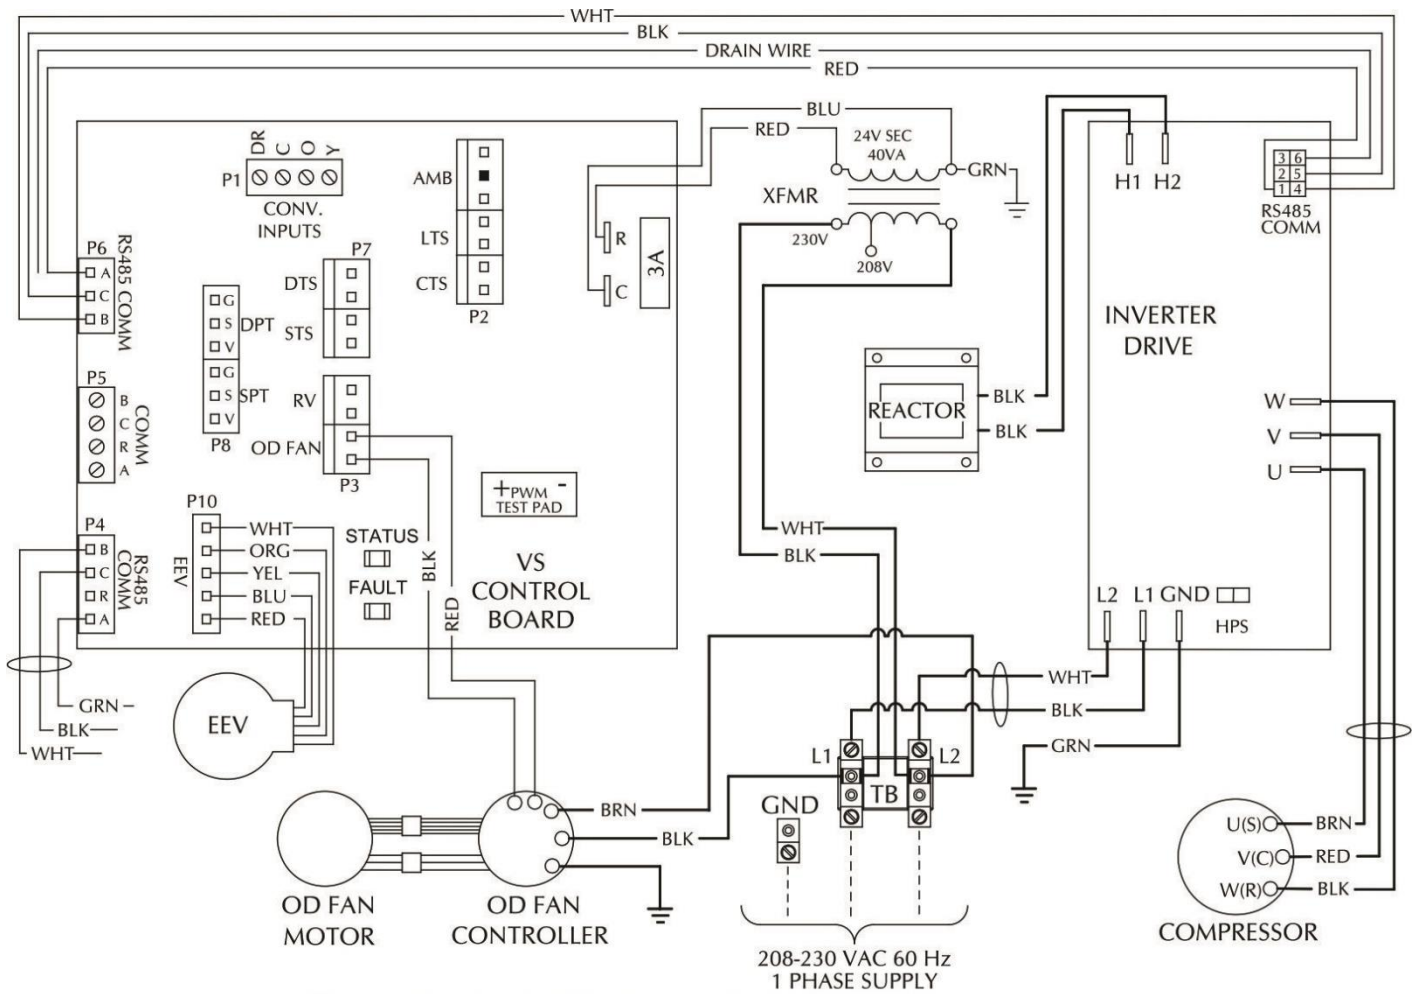 WHT
BLK
DRAIN WIRE
RED
BLU
RED
24V SEC
40VA
GRN
XFMR
230V
208V
DR C O Y
P1
CONV.
INPUTS
AMB
LTS
CTS
P2
R
C
3A
P6
A
C
B
RS485 COMM
P7
DTS
STS
G
S
V
DPT
G
S
V
SPT
P8
RV
OD FAN
P3
P5
B
C
R
A
COMM
+PWM -
TEST PAD
P10
EEV
WHT
ORG
YEL
BLU
RED
STATUS
FAULT
BLK
RED
VS
CONTROL
BOARD
P4
B
C
R
A
RS485
COMM
GRN
BLK
WHT
EEV
H1 H2
3 6
2 5
1 4
RS485
COMM
INVERTER
DRIVE
REACTOR
BLK
BLK
W
V
U
WHT
BLK
L2 L1 GND
HPS
WHT
BLK
GRN
L1
L2
TB
GND
BRN
BLK
OD FAN
MOTOR
OD FAN
CONTROLLER
208-230 VAC 60 Hz
1 PHASE SUPPLY
U(S) BRN
V(C) RED
W(R) BLK
COMPRESSOR